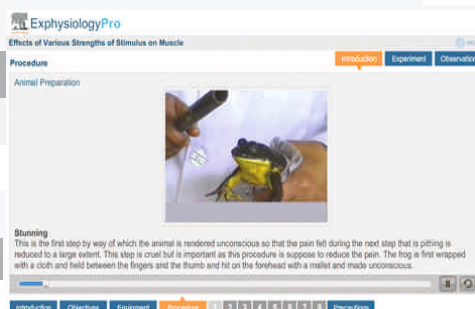 ExphysiologyPro
Effects of Various Strengths of Stimulus on Muscle
Procedure
Introduction Experiment Observation
Animal Preparation
Stunning
This is the first step by way of which the animal is rendered unconscious so that the pain felt during the next step that is pithing is
reduced to a large extent. This step is cruel but is important as this procedure is suppose to reduce the pain. The frog is first wrapped
with a cloth and field between the fingers and the thumb and hit on the forehead with a mallet and made unconscious.
Introduction Objectives Equipment Procedure 1 2 3 4 5 6 7 8 Precautions